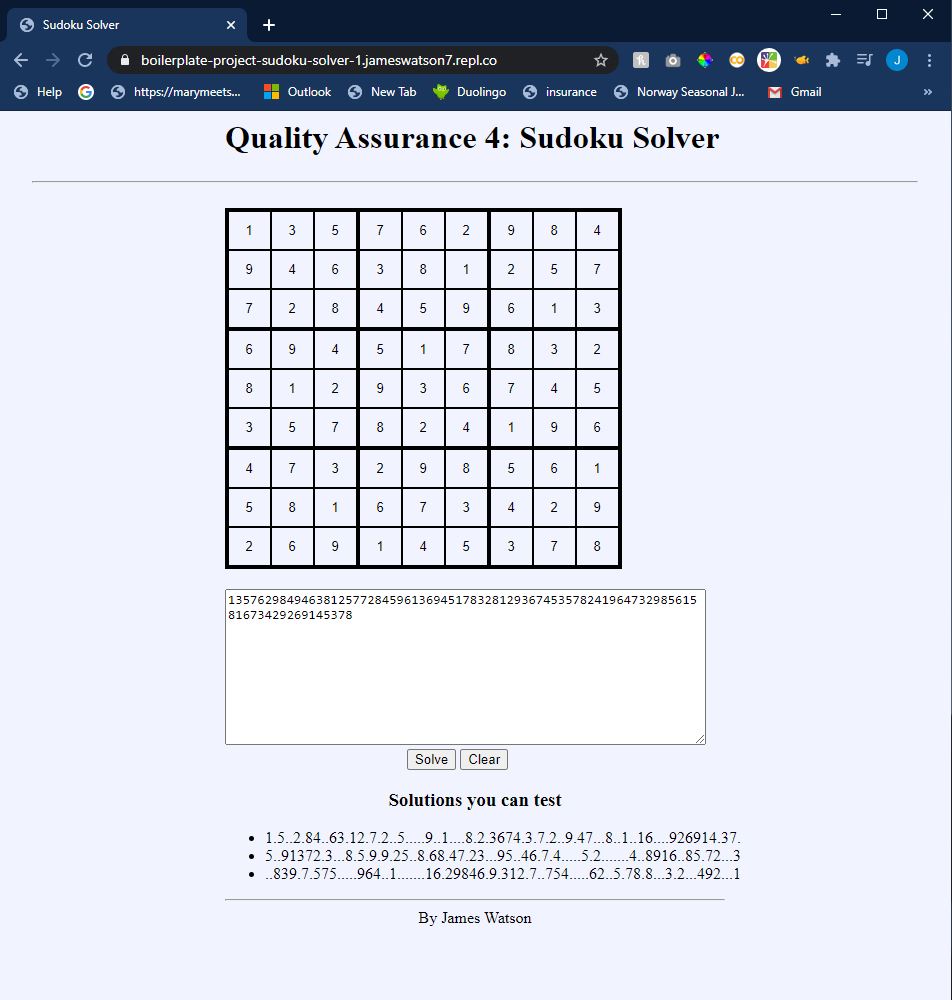 Sudoku Solver
boilerplate-project-sudoku-solver-1.jameswatson7.repl.co
J
Help https://marymeets... Outlook New Tab Duolingo insurance Norway Seasonal J... Gmail »
Quality Assurance 4: Sudoku Solver
1 3 5 7 6 2 9 8 4
9 4 6 3 8 1 2 5 7
7 2 8 4 5 9 6 1 3
6 9 4 5 1 7 8 3 2
8 1 2 9 3 6 7 4 5
3 5 7 8 2 4 1 9 6
4 7 3 2 9 8 5 6 1
5 8 1 6 7 3 4 2 9
2 6 9 1 4 5 3 7 8
1357629849463812577284596136945178328129367453578241964732985615
81673429269145378
Solve Clear
Solutions you can test
1.5..2.84..63.12.7.2..5.....9..1....8.2.3674.3.7.2..9.47...8..1..16....926914.37.
5..91372.3...8.5.9.9.25..8.68.47.23...95..46.7.4.....5.2.......4..8916..85.72...3
..839.7.575.....964..1.......16.29846.9.312.7..754.....62..5.78.8...3.2...492...1
By James Watson